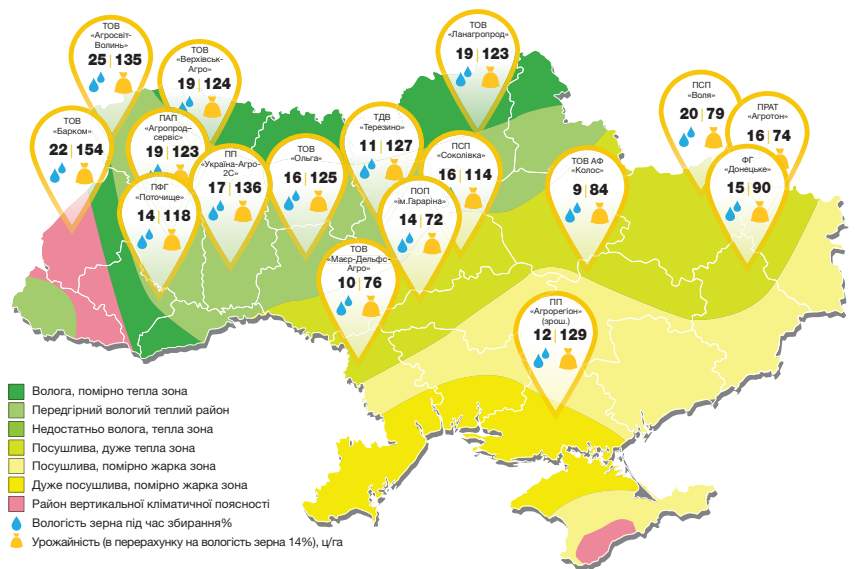 ТОВ
«Агросвіт-
Волинь»
25|135
ТОВ
«Верхівськ-
Агро»
19|124
ТОВ
«Ланагропрод»
19|123
ПСП
«Воля»
20|79
ПРАТ
«Агротон»
16|74
ТОВ
«Барком»
22|154
ПАП
«Агропрод–
сервіс»
19|123
ПП
«Україна-Агро-
2С»
17|136
ТОВ
«Ольга»
16|125
ТДВ
«Терезино»
11|127
ПСП
«Соколівка»
16|114
ТОВ АФ
«Колос»
9|84
ФГ
«Донецьке»
15|90
ПФГ
«Поточище»
14|118
ПОП
«ім.Гараріна»
14|72
ТОВ
«Маєр-Дельфс-
Агро»
10|76
ПП
«Агрорегіон»
(зрош.)
12|129
Волога, помірно тепла зона
Передгірний вологий теплий район
Недостатньо волога, тепла зона
Посушлива, дуже тепла зона
Посушлива, помірно жарка зона
Дуже посушлива, помірно жарка зона
Район вертикальної кліматичної поясності
Вологість зерна під час збирання%
Урожайність (в перерахунку на вологість зерна 14%), ц/га